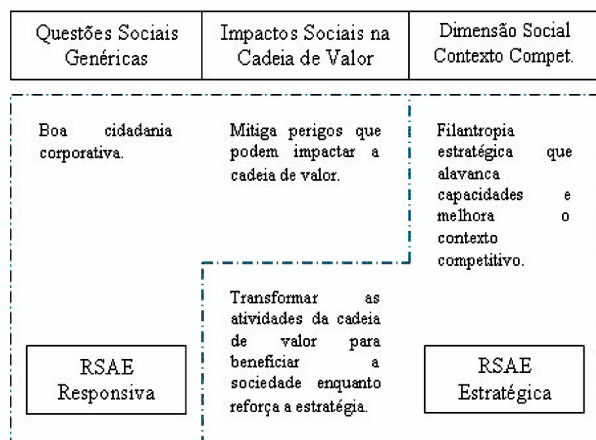 Questões Sociais
Genéricas
Impactos Sociais na
Cadeia de Valor
Dimensão Social
Contexto Compet.
Boa cidadania
corporativa.
Mitiga perigos que
podem impactar a
cadeia de valor.
Filantropia
estratégica que
alavanca
capacidades e
melhora o
contexto
competitivo.
Transformar as
atividades da cadeia
de valor para
beneficiar a
sociedade enquanto
reforça a estratégia.
RSAE
Responsiva
RSAE
Estratégica